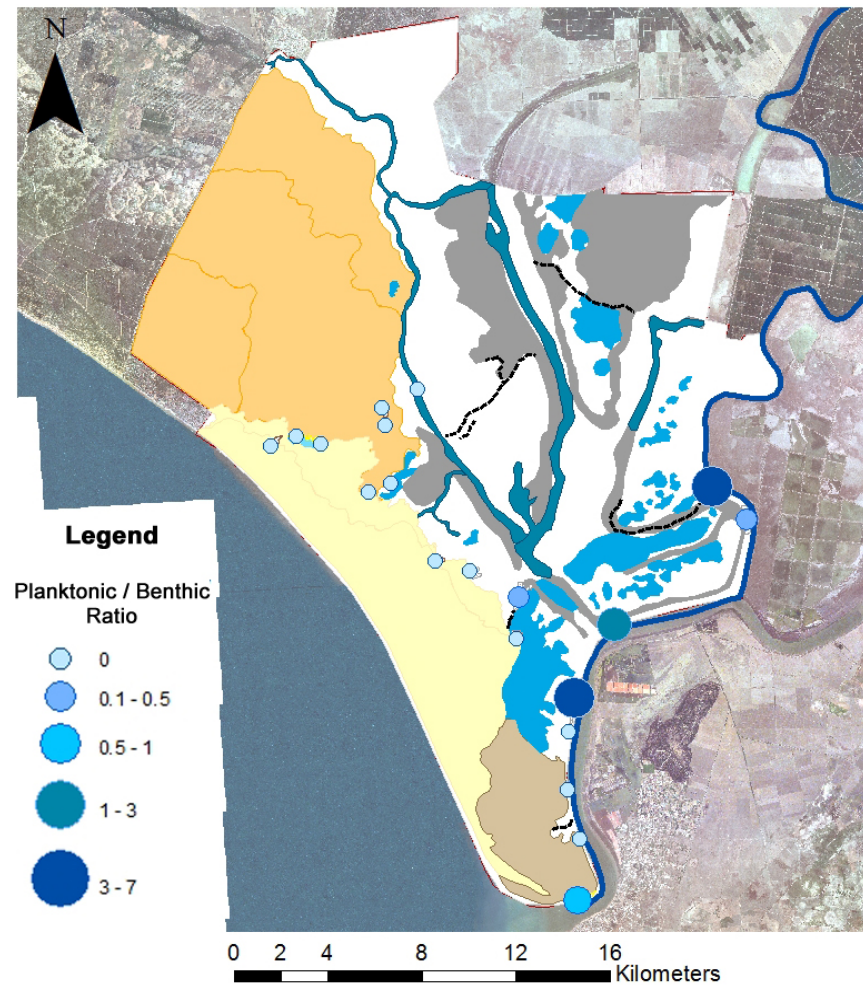 N
Legend
Planktonic / Benthic
Ratio
0
0.1 - 0.5
0.5 - 1
1 - 3
3 - 7
0 2 4 8 12 16
Kilometers